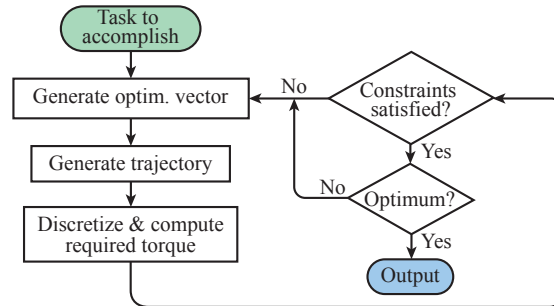 Task to
accomplish
Generate optim. vector
Generate trajectory
Discretize & compute
required torque
Constraints
satisfied?
No
Yes
Optimum?
No
Yes
Output